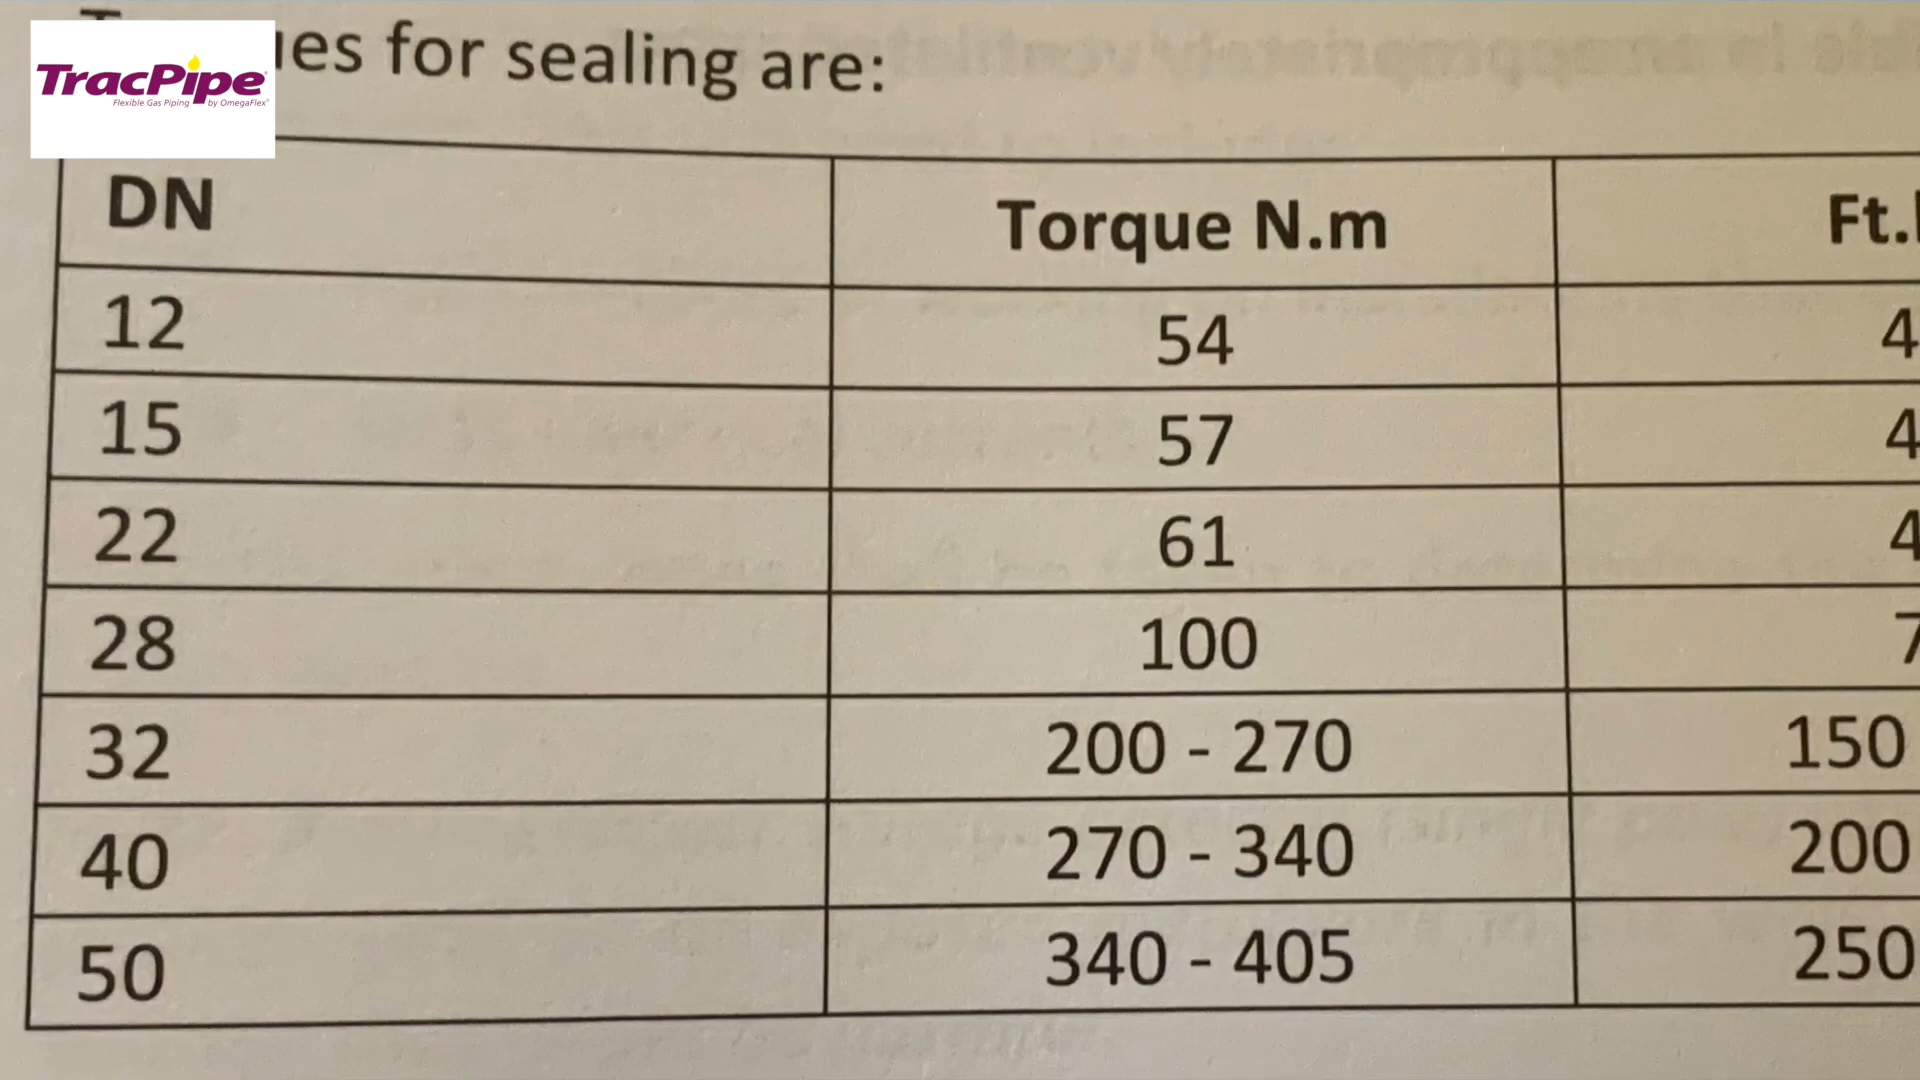 TracPipe
Flexible Gas Piping by OmegaFlex
for sealing are:
DN Torque N.m
12 54
15 57
22 61
28 100
32 200 - 270 150
40 270 - 340 200
50 340 - 405 250